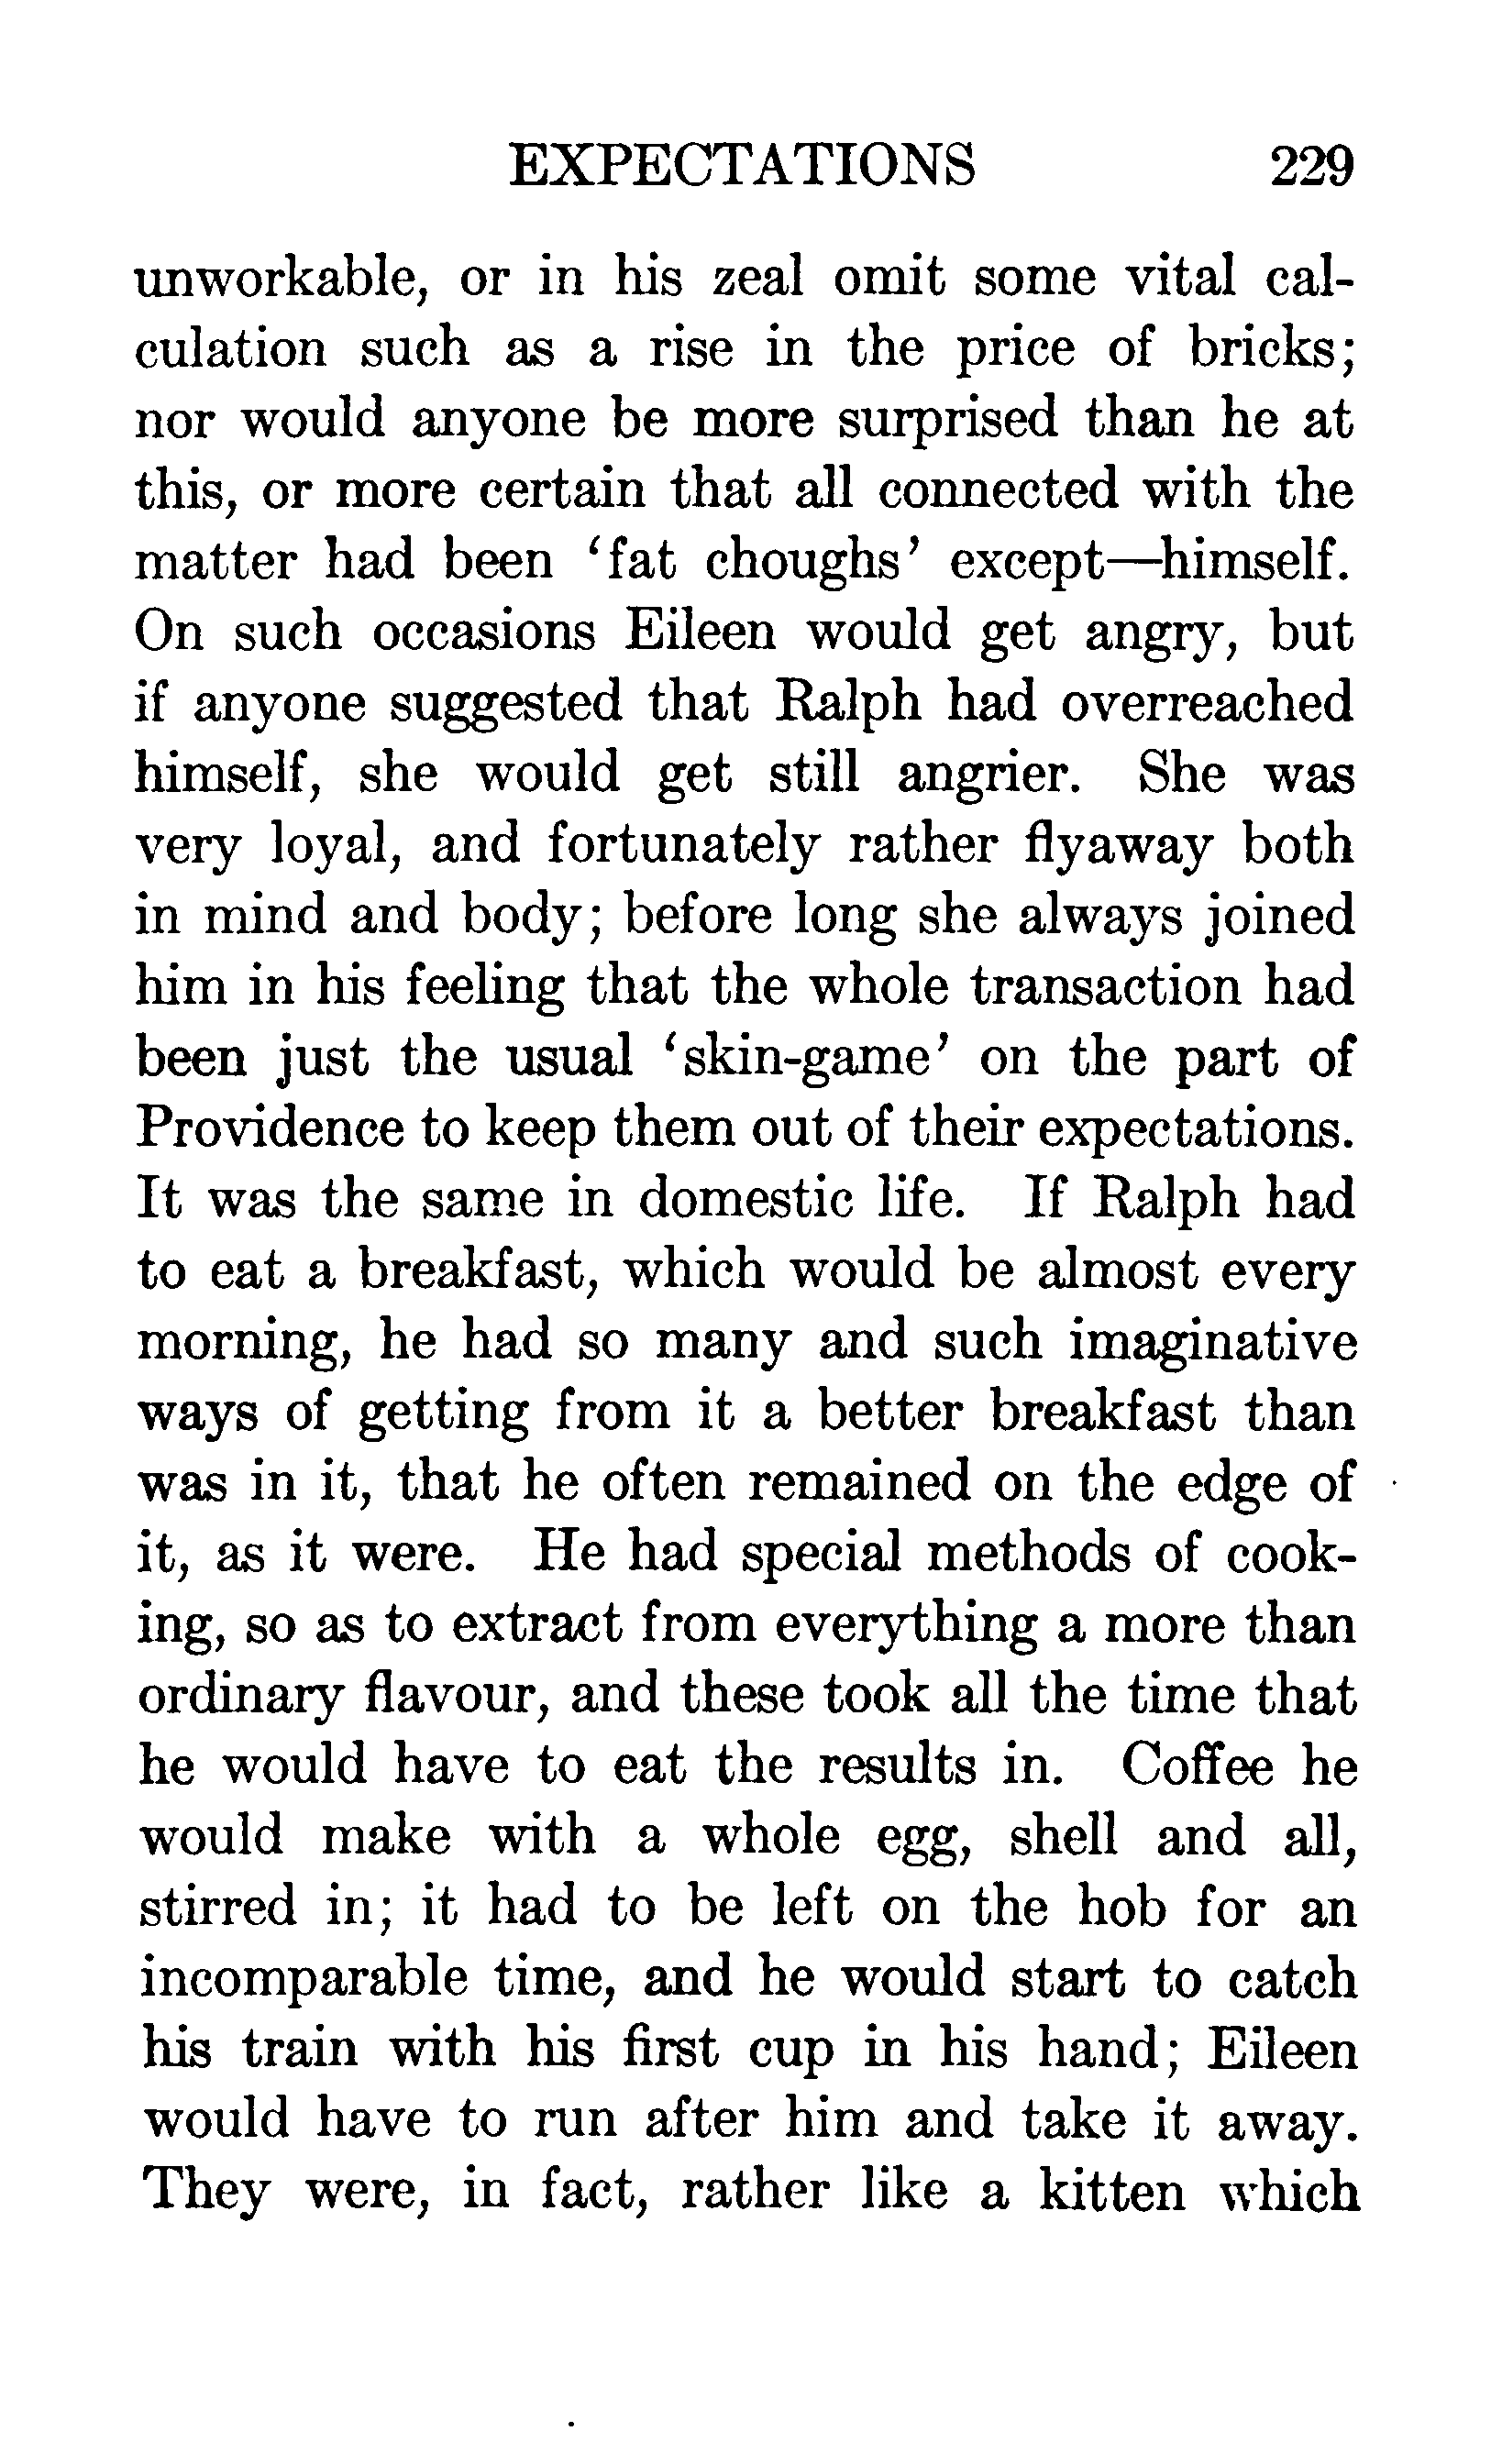 EXPECTATIONS 229
unworkable, or in his zeal omit some vital cal-
culation such as a rise in the price of bricks;
nor would anyone be more surprised than he at
this, or more certain that all connected with the
matter had been ‘fat choughs’ except—himself.
On such occasions Eileen would get angry, but
if anyone suggested that Ralph had overreached
himself, she would get still angrier. She was
very loyal, and fortunately rather flyaway both
in mind and body; before long she always joined
him in his feeling that the whole transaction had
been just the usual ‘skin-game’ on the part of
Providence to keep them out of their expectations.
It was the same in domestic life. If Ralph had
to eat a breakfast, which would be almost every
morning, he had so many and such imaginative
ways of getting from it a better breakfast than
was in it, that he often remained on the edge of
it, as it were. He had special methods of cook-
ing, so as to extract from everything a more than
ordinary flavour, and these took all the time that
he would have to eat the results in. Coffee he
would make with a whole egg, shell and all,
stirred in; it had to be left on the hob for an
incomparable time, and he would start to catch
his train with his first cup in his hand; Eileen
would have to run after him and take it away.
They were, in fact, rather like a kitten which